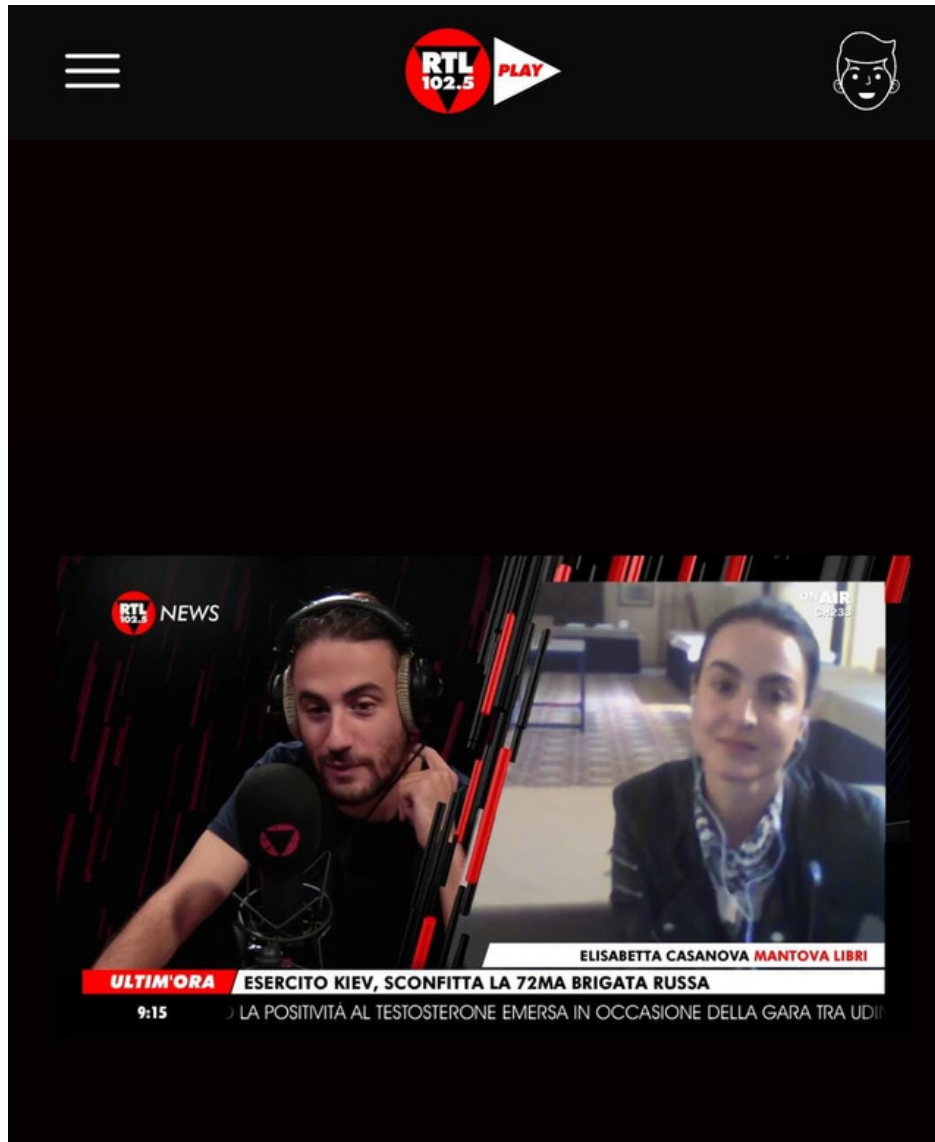 RTL
102.5
PLAY
RTL
102.5
NEWS
ON AIR
ELISABETTA CASANOVA MANTOVA LIBRI
ULTIM'ORA ESERCITO KIEV, SCONFITTA LA 72MA BRIGATA RUSSA
9:15 LA POSITIVITÀ AL TESTOSTERONE EMERSA IN OCCASIONE DELLA GARA TRA